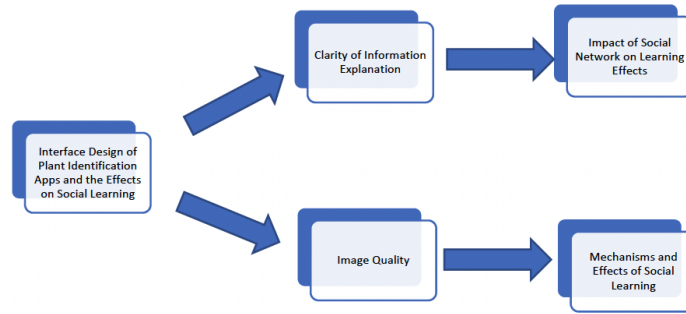 Clarity of Information
Explanation
Impact of Social
Network on Learning
Effects
Interface Design of
Plant Identification
Apps and the Effects
on Social Learning
Image Quality
Mechanisms and
Effects of Social
Learning